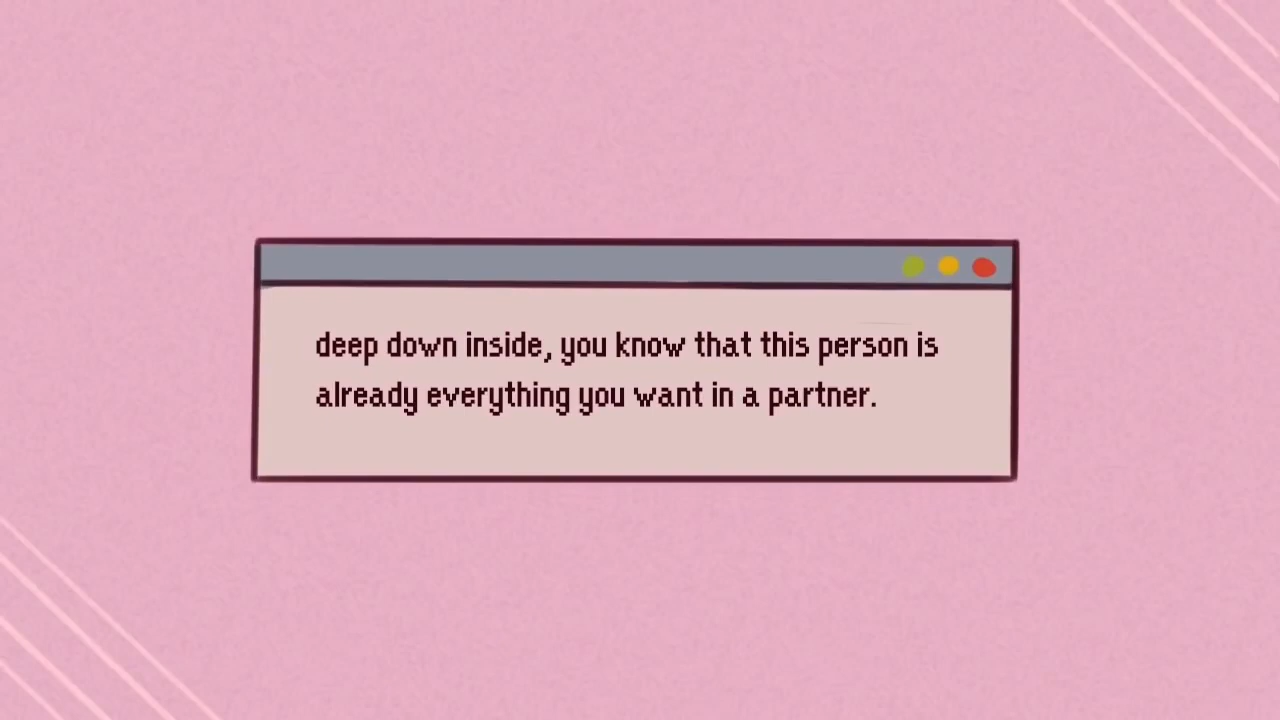 deep down inside, you know that this person is
already everything you want in a partner.